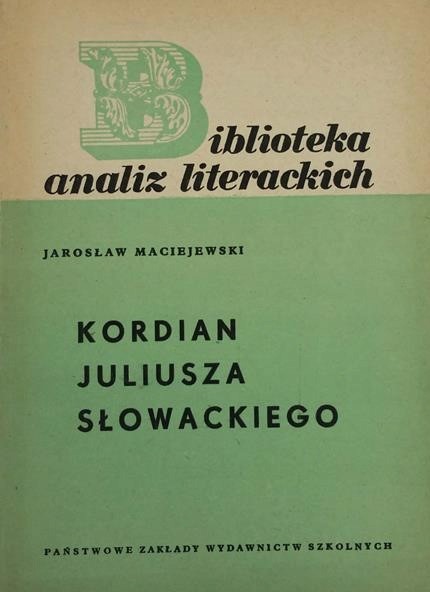 Biblioteka
analiz literackich
JAROSŁAW MACIEJEWSKI
KORDIAN
JULIUSZA
SŁOWACKIEGO
PAŃSTWOWE ZAKŁADY WYDAWNICTW SZKOLNYCH